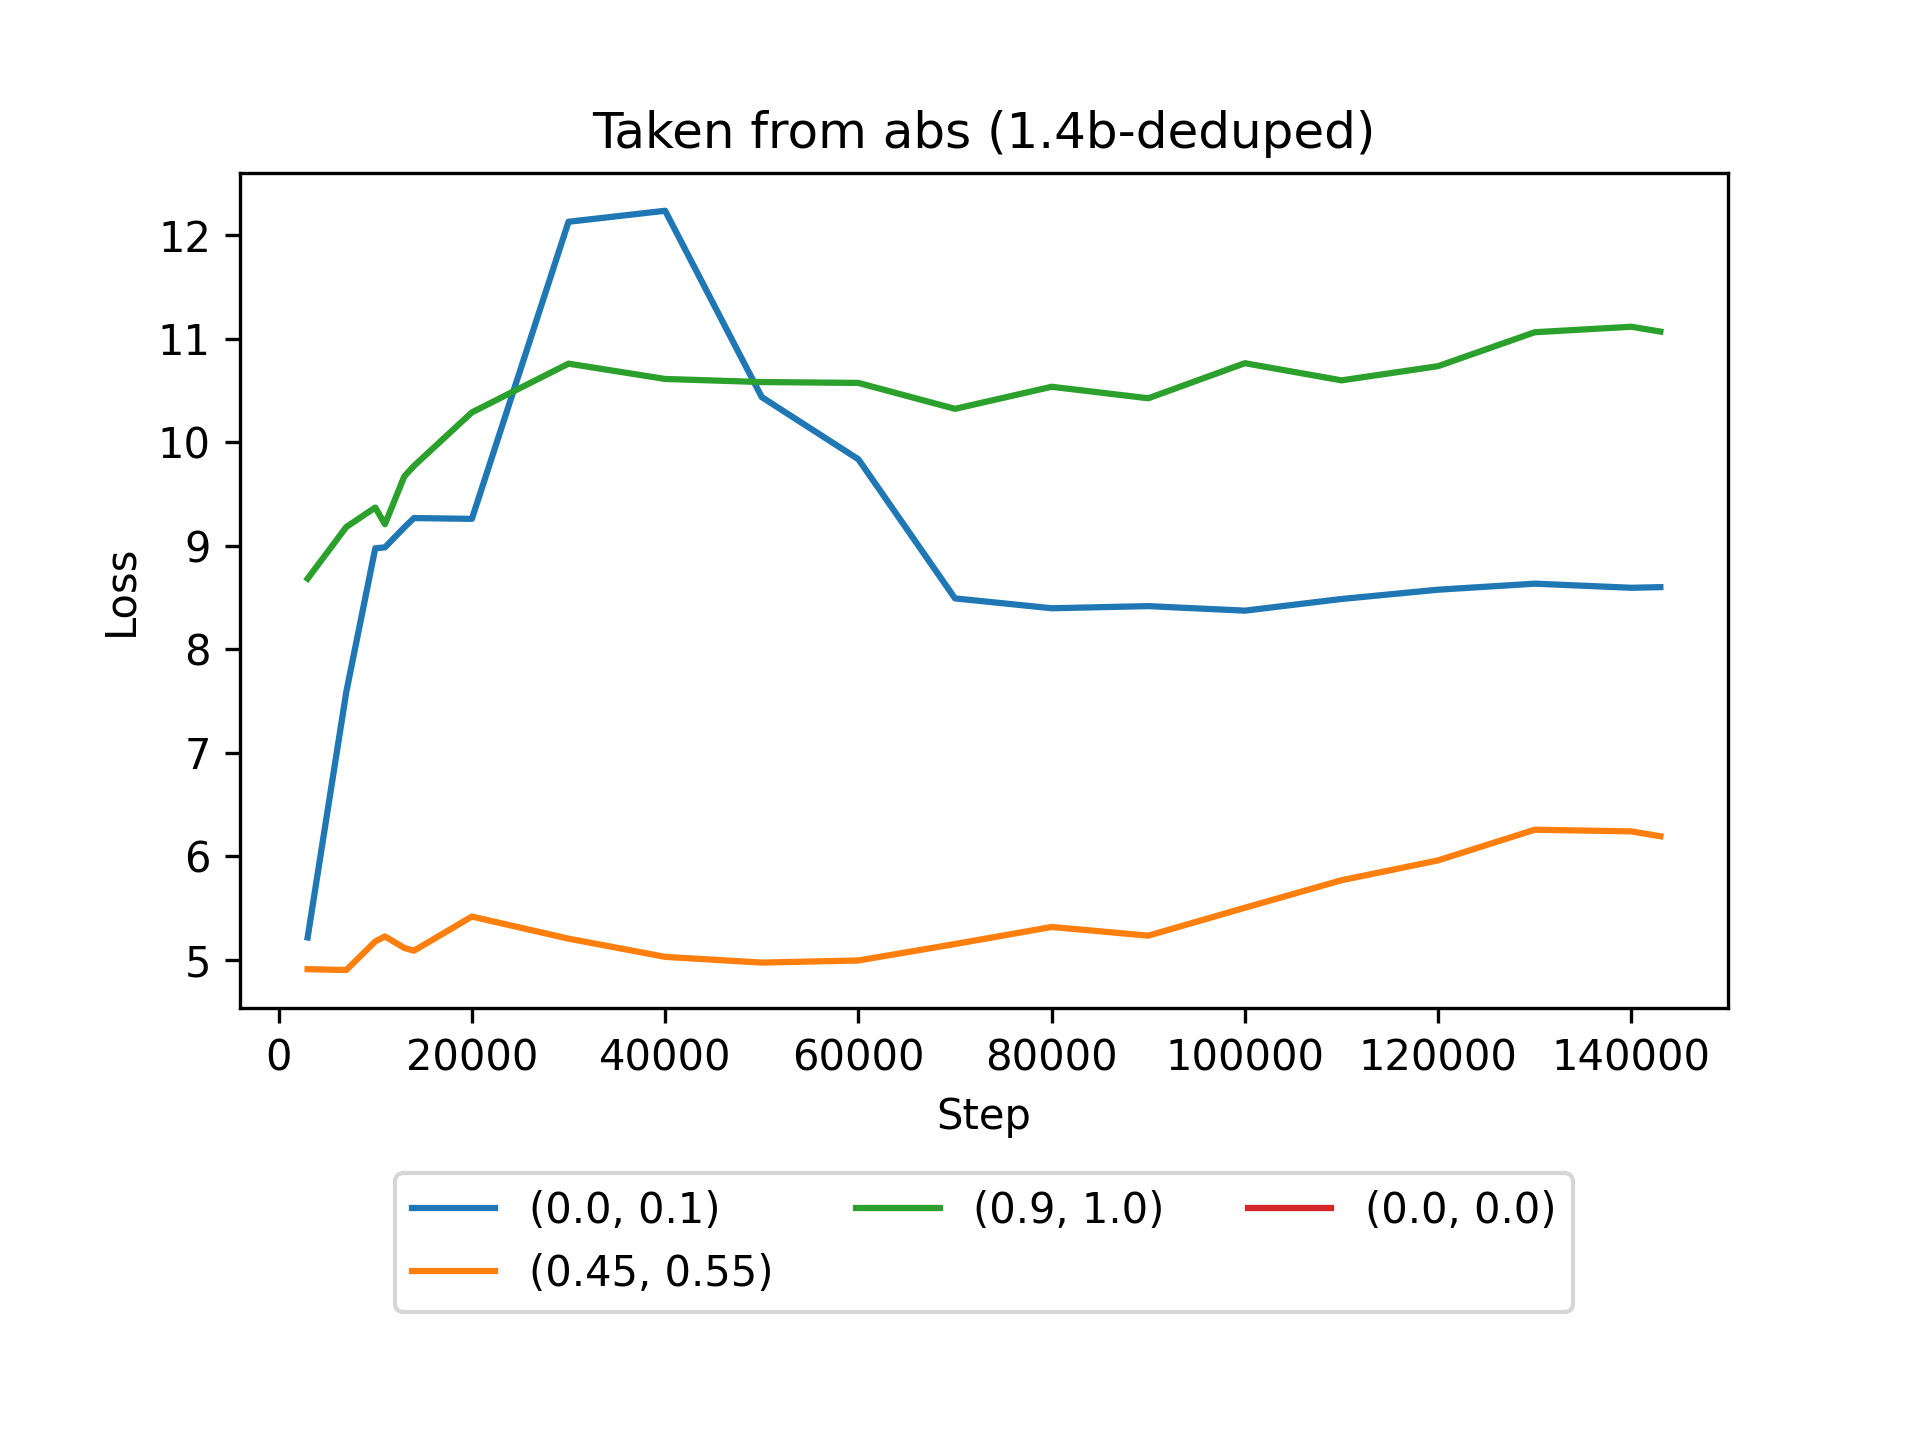 Taken from abs (1.4b-deduped)
12
11
10
9
8
7
6
5
Loss
0 20000 40000 60000 80000 100000 120000 140000
Step
(0.0, 0.1) (0.9, 1.0) (0.0, 0.0)
(0.45, 0.55)